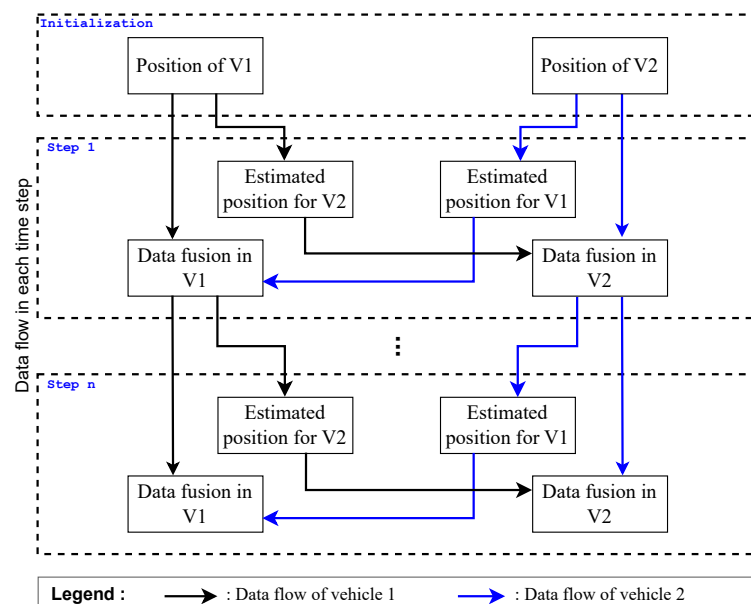 Initialization
Position of V1
Position of V2
Step 1
Estimated
position for V2
Estimated
position for V1
Data fusion in
V1
Data fusion in
V2
Data flow in each time step
...
Step n
Estimated
position for V2
Estimated
position for V1
Data fusion in
V1
Data fusion in
V2
Legend : : Data flow of vehicle 1 : Data flow of vehicle 2